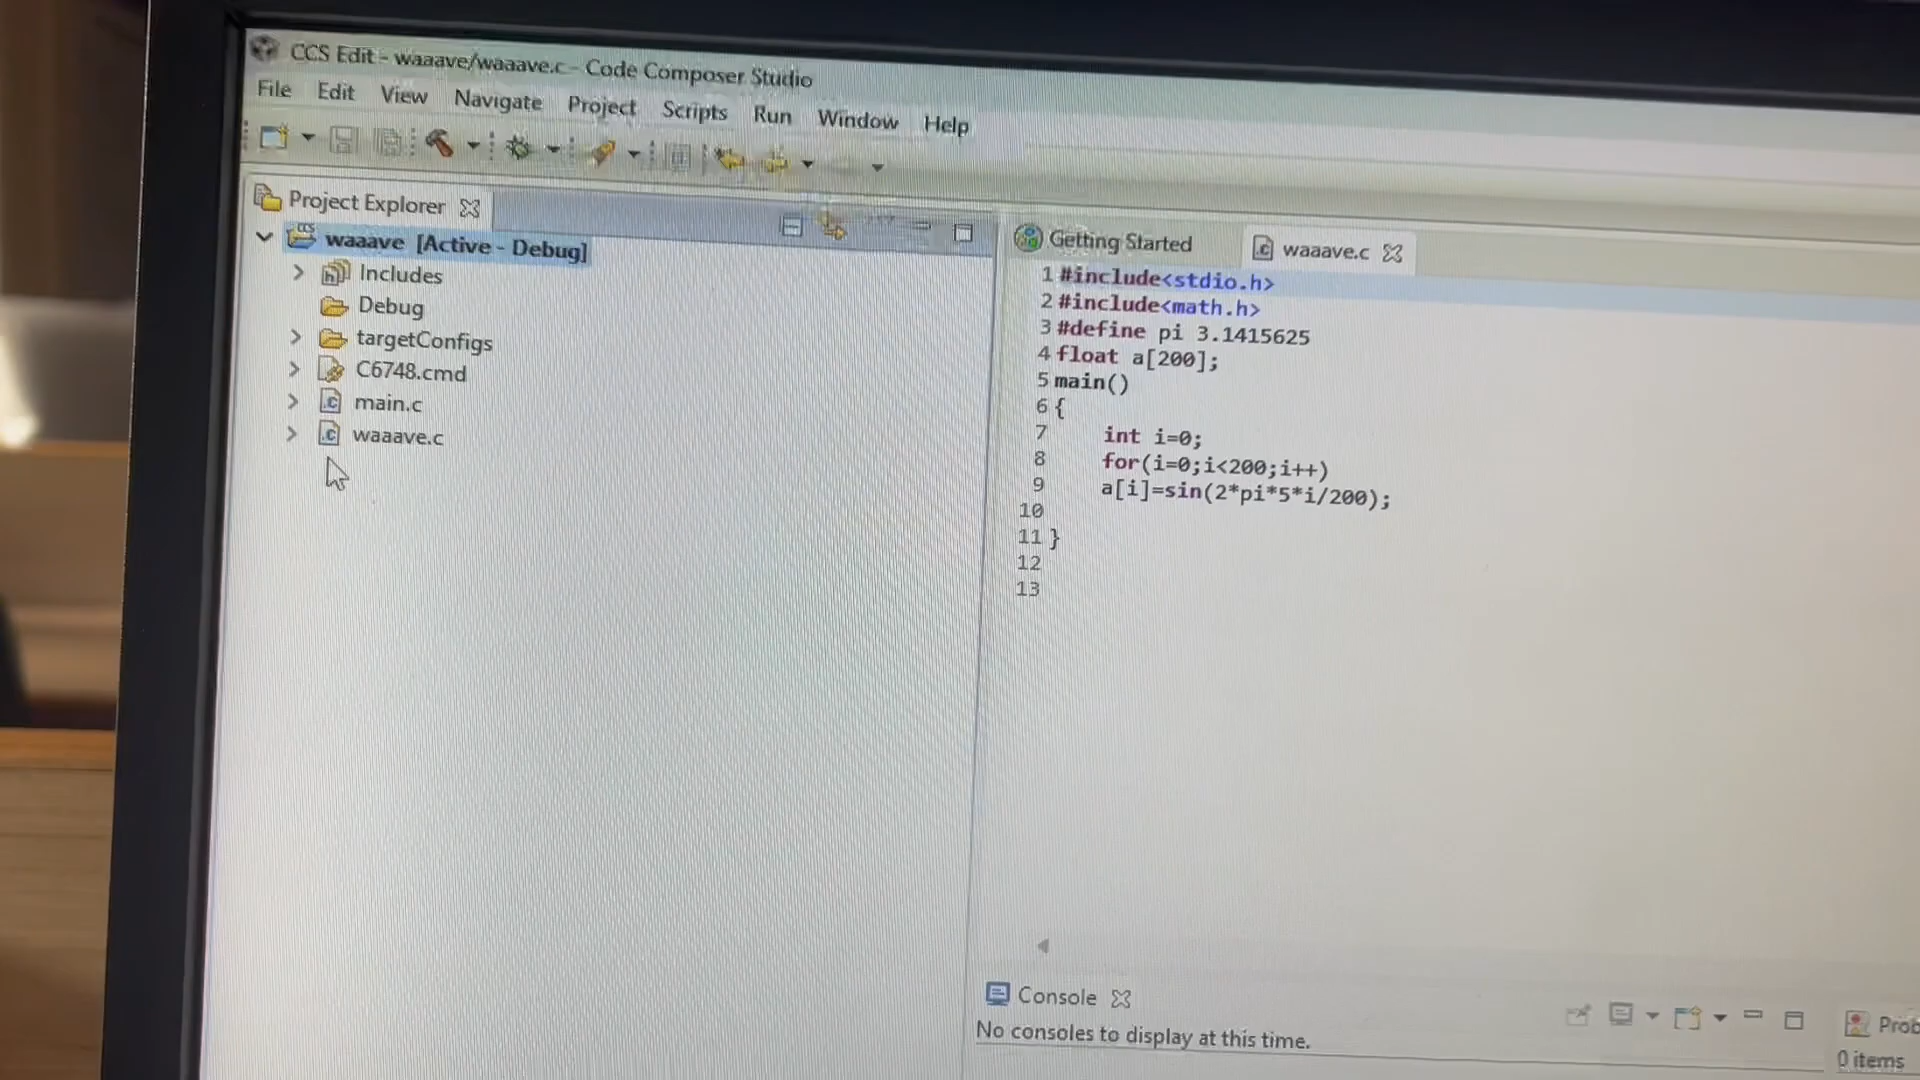 CCS Edit - waaave/waaave.c - Code Composer Studio
File Edit View Navigate Project Scripts Run Window Help
Project Explorer
waaave [Active - Debug]
Includes
Debug
targetConfigs
C6748.cmd
main.c
waaave.c
Getting Started
waaave.c
1 #include<stdio.h>
2 #include<math.h>
3 #define pi 3.1415625
4 float a[200];
5 main()
6 {
7 int i=0;
8 for(i=0;i<200;i++)
9 a[i]=sin(2*pi*5*i/200);
10
11 }
12
13
Console
No consoles to display at this time.
0 items